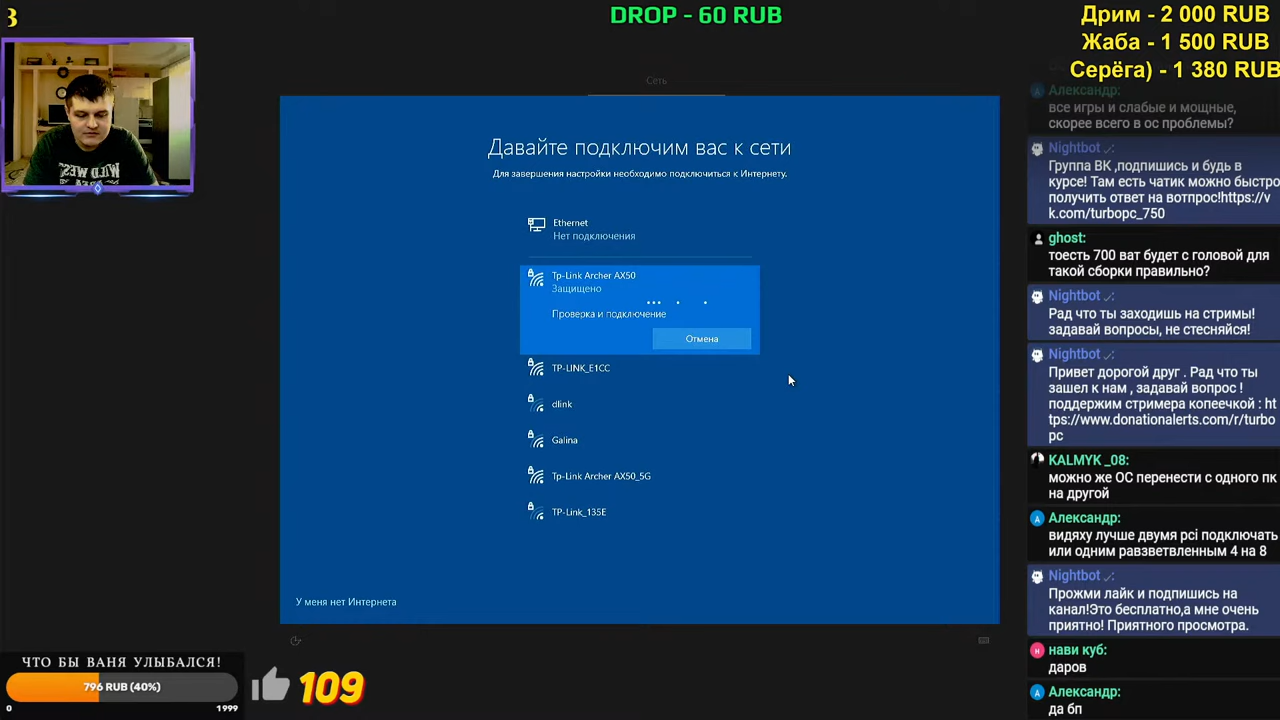 3
DROP - 60 RUB
Дрим - 2 000 RUB
Жаба - 1 500 RUB
Серёга) - 1 380 RUB
Сеть
Давайте подключим вас к сети
Для завершения настройки необходимо подключиться к Интернету.
Ethernet
Нет подключения
Tp-Link Archer AX50
Защищено
Проверка и подключение
Отмена
TP-LINK_E1CC
dlink
Galina
Tp-Link Archer AX50_5G
TP-Link_135E
У меня нет Интернета
Александр:
все игры и слабые и мощные,
скорее всего в ос проблемы?
Nightbot:
Группа ВК ,подпишись и будь в
курсе! Там есть чатик можно быстро
получить ответ на вотпрос!https://v
k.com/turbopc_750
ghost:
тоесть 700 ват будет с головой для
такой сборки правильно?
Nightbot:
Рад что ты заходишь на стримы!
задавай вопросы, не стесняйся!
Nightbot:
Привет дорогой друг . Рад что ты
зашел к нам , задавай вопрос !
поддержим стримера копеечкой : ht
tps://www.donationalerts.com/r/turbo
pc
KALMYK _08:
можно же ОС перенести с одного пк
на другой
Александр:
видяху лучше двумя pci подключать
или одним равзветвленным 4 на 8
Nightbot:
Прожми лайк и подпишись на
канал!Это бесплатно,а мне очень
приятно! Приятного просмотра.
нави куб:
даров
Александр:
да бп
ЧТО БЫ ВАНЯ УЛЫБАЛСЯ!
796 RUB (40%)
0 1999
109